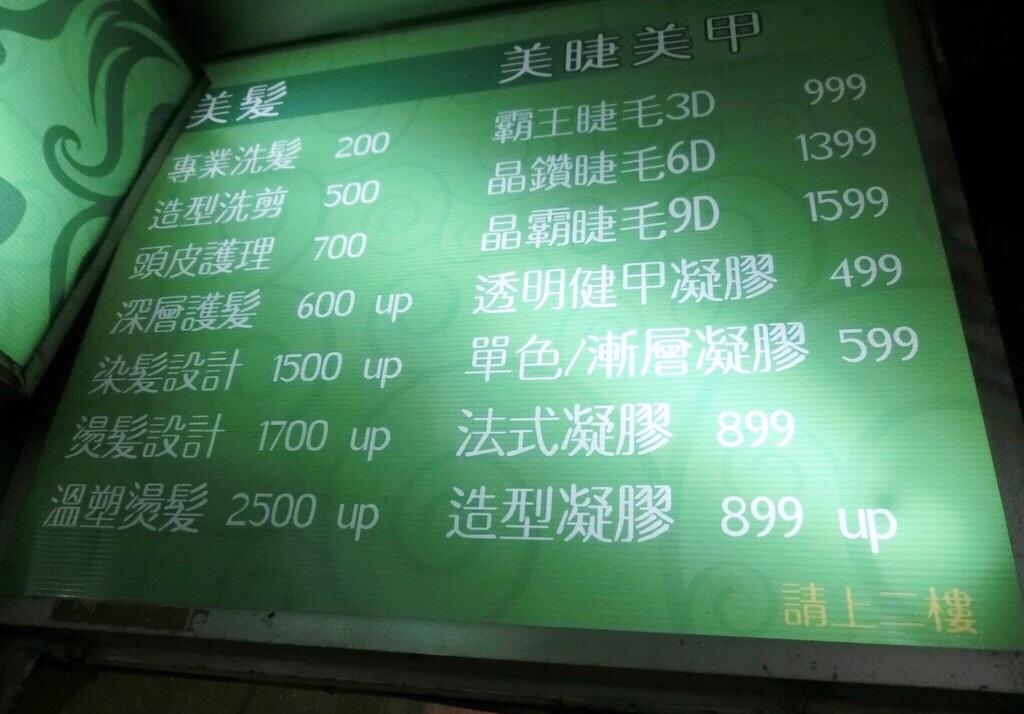 美髮
專業洗髮 200
造型洗剪 500
頭皮護理 700
深層護髮 600 up
染髮設計 1500 up
燙髮設計 1700 up
溫塑燙髮 2500 up
美睫美甲
霸王睫毛3D 999
晶鑽睫毛6D 1399
晶霸睫毛9D 1599
透明健甲凝膠 499
單色/漸層凝膠 599
法式凝膠 899
造型凝膠 899 up
請上二樓